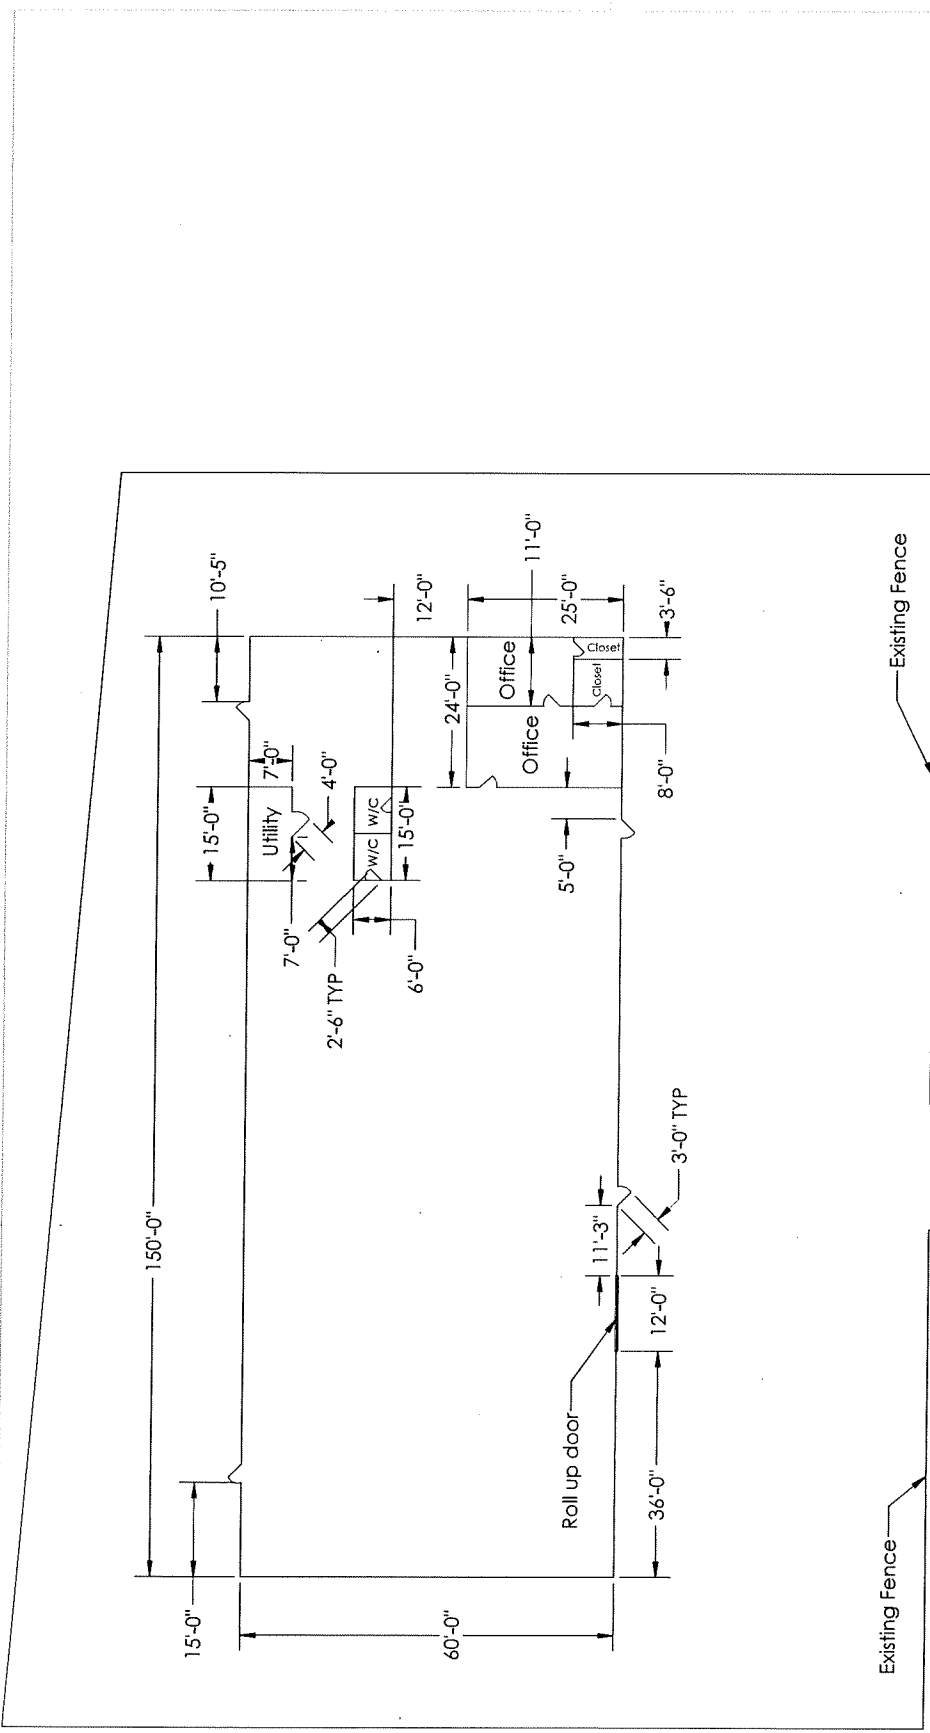 150'-0"
15'-0"
10'-5"
15'-0"
7'-0"
Utility
4'-0"
7'-0"
2'-6" TYP
W/C
W/C
15'-0"
6'-0"
12'-0"
60'-0"
24'-0"
Office
Office
11'-0"
25'-0"
Closet
Closet
3'-6"
8'-0"
5'-0"
Roll up door
11'-3"
3'-0" TYP
12'-0"
36'-0"
Existing Fence
Existing Fence